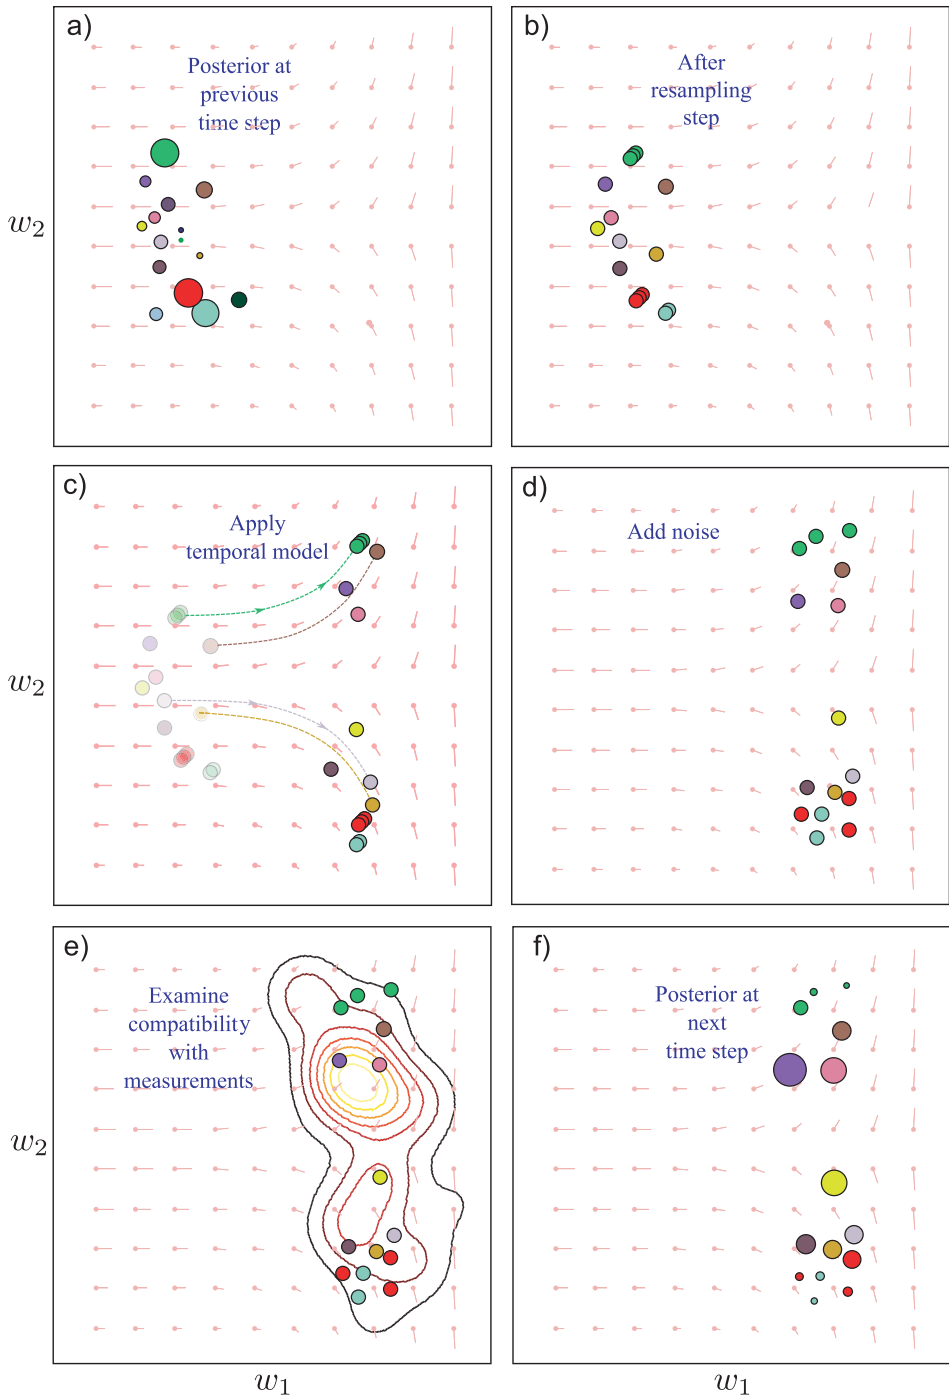 a)
Posterior at
previous
time step
b)
After
resampling
step
w2
c)
Apply
temporal model
d)
Add noise
w2
e)
Examine
compatibility
with
measurements
f)
Posterior at
next
time step
w2
w1
w1